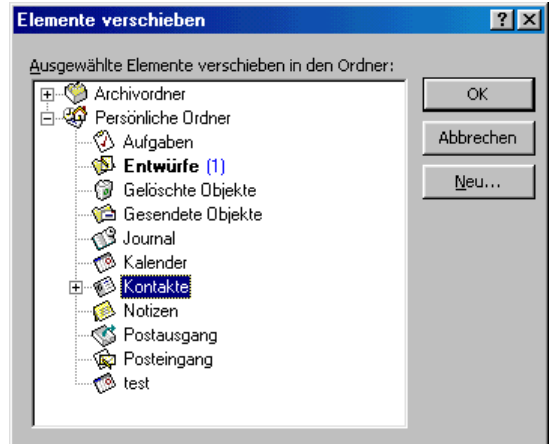 Elemente verschieben
Ausgewählte Elemente verschieben in den Ordner:
Archivordner
Persönliche Ordner
Aufgaben
Entwürfe (1)
Gelöschte Objekte
Gesendete Objekte
Journal
Kalender
Kontakte
Notizen
Postausgang
Posteingang
test
OK
Abbrechen
Neu...